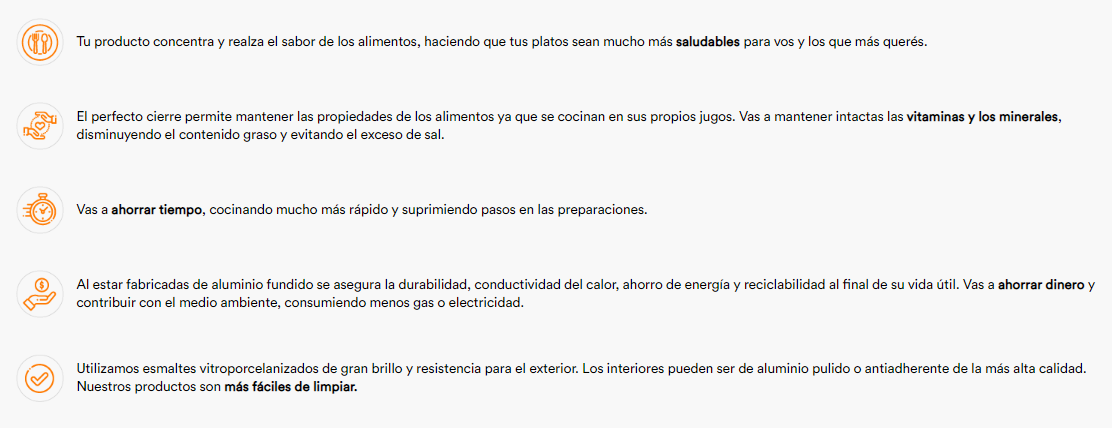 Tu producto concentra y realza el sabor de los alimentos, haciendo que tus platos sean mucho más saludables para vos y los que más querés.
El perfecto cierre permite mantener las propiedades de los alimentos ya que se cocinan en sus propios jugos. Vas a mantener intactas las vitaminas y los minerales,
disminuyendo el contenido graso y evitando el exceso de sal.
Vas a ahorrar tiempo, cocinando mucho más rápido y suprimiendo pasos en las preparaciones.
Al estar fabricadas de aluminio fundido se asegura la durabilidad, conductividad del calor, ahorro de energía y reciclabilidad al final de su vida útil. Vas a ahorrar dinero y
contribuir con el medio ambiente, consumiendo menos gas o electricidad.
Utilizamos esmaltes vitroporcelanizados de gran brillo y resistencia para el exterior. Los interiores pueden ser de aluminio pulido o antiadherente de la más alta calidad.
Nuestros productos son más fáciles de limpiar.